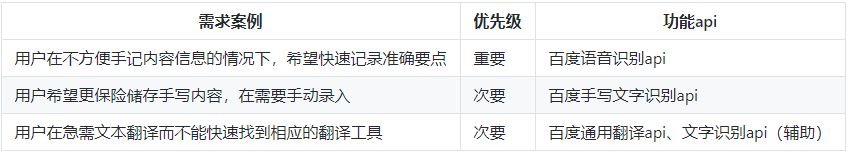 需求案例 优先级 功能api
用户在不方便手记内容信息的情况下，希望快速记录准确要点 重要 百度语音识别api
用户希望更保险储存手写内容，在需要手动录入 次要 百度手写文字识别api
用户在急需文本翻译而不能快速找到相应的翻译工具 次要 百度通用翻译api、文字识别api（辅助）